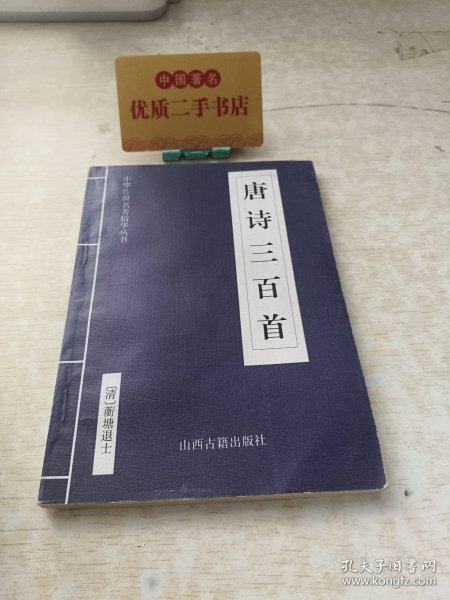 中国著名
优质二手书店
中华传世名著精华丛书
唐诗三百首
〔清〕蘅塘退士
山西古籍出版社
孔夫子旧书网
www.kongfz.com